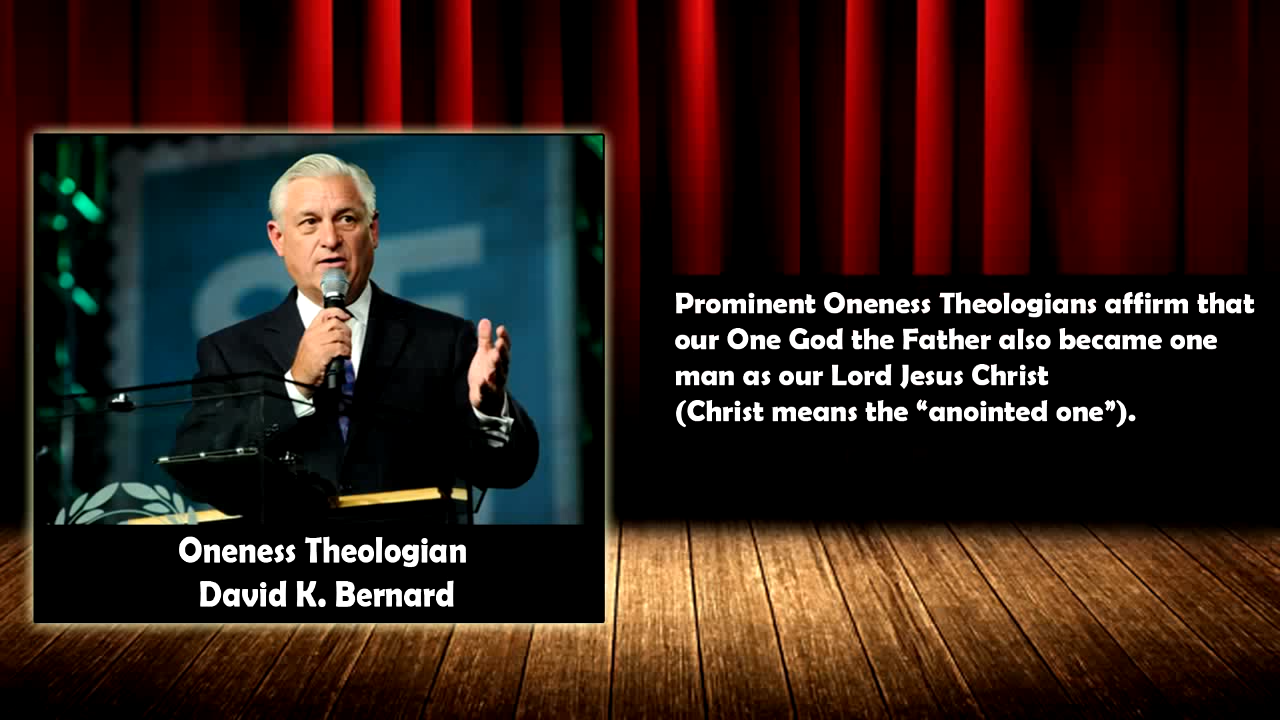 Oneness Theologian
David K. Bernard
Prominent Oneness Theologians affirm that
our One God the Father also became one
man as our Lord Jesus Christ
(Christ means the “anointed one”).